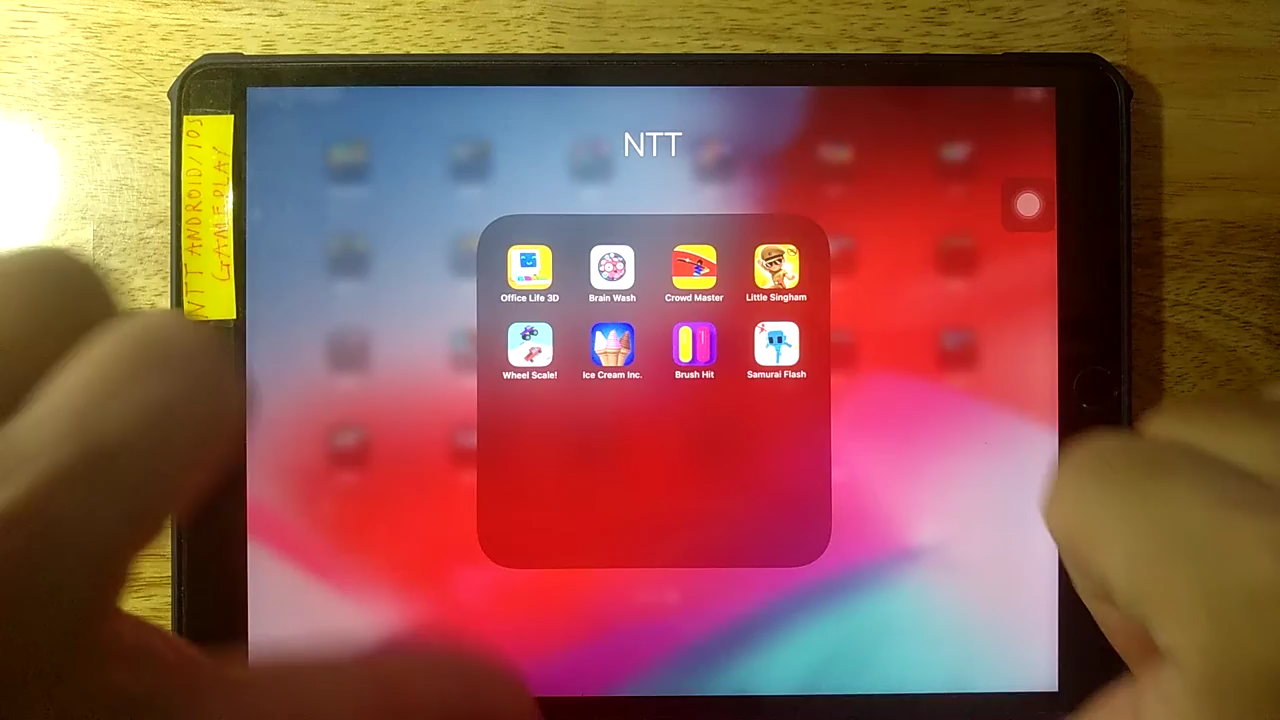 NTT ANDROID/IOS
GAMEPLAY
NTT
Office Life 3D
Brain Wash
Crowd Master
Little Singham
Wheel Scale!
Ice Cream Inc.
Brush Hit
Samurai Flash